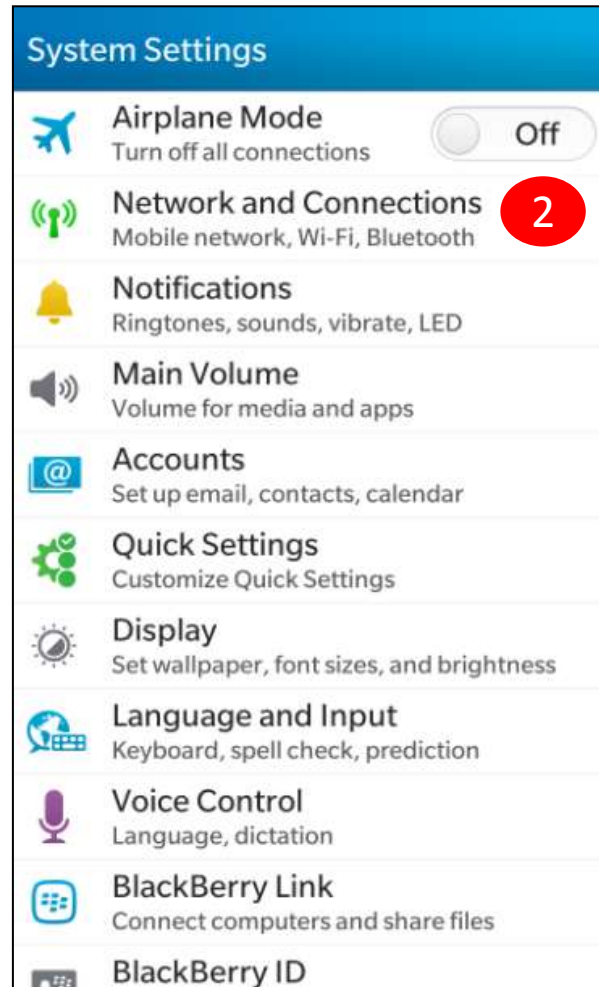 System Settings
Airplane Mode
Turn off all connections
Off
Network and Connections
Mobile network, Wi-Fi, Bluetooth
2
Notifications
Ringtones, sounds, vibrate, LED
Main Volume
Volume for media and apps
Accounts
Set up email, contacts, calendar
Quick Settings
Customize Quick Settings
Display
Set wallpaper, font sizes, and brightness
Language and Input
Keyboard, spell check, prediction
Voice Control
Language, dictation
BlackBerry Link
Connect computers and share files
BlackBerry ID